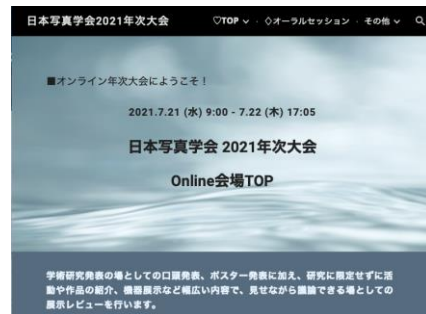 日本写真学会2021年次大会 ♡TOP ∨ · ◇オーラルセッション · その他 ∨
■オンライン年次大会にようこそ！
2021.7.21 (水) 9:00 - 7.22 (木) 17:05
日本写真学会 2021年次大会
Online会場TOP
学術研究発表の場としての口頭発表、ポスター発表に加え、研究に限定せずに活
動や作品の紹介、機器展示など幅広い内容で、見せながら議論できる場としての
展示レビューを行います。